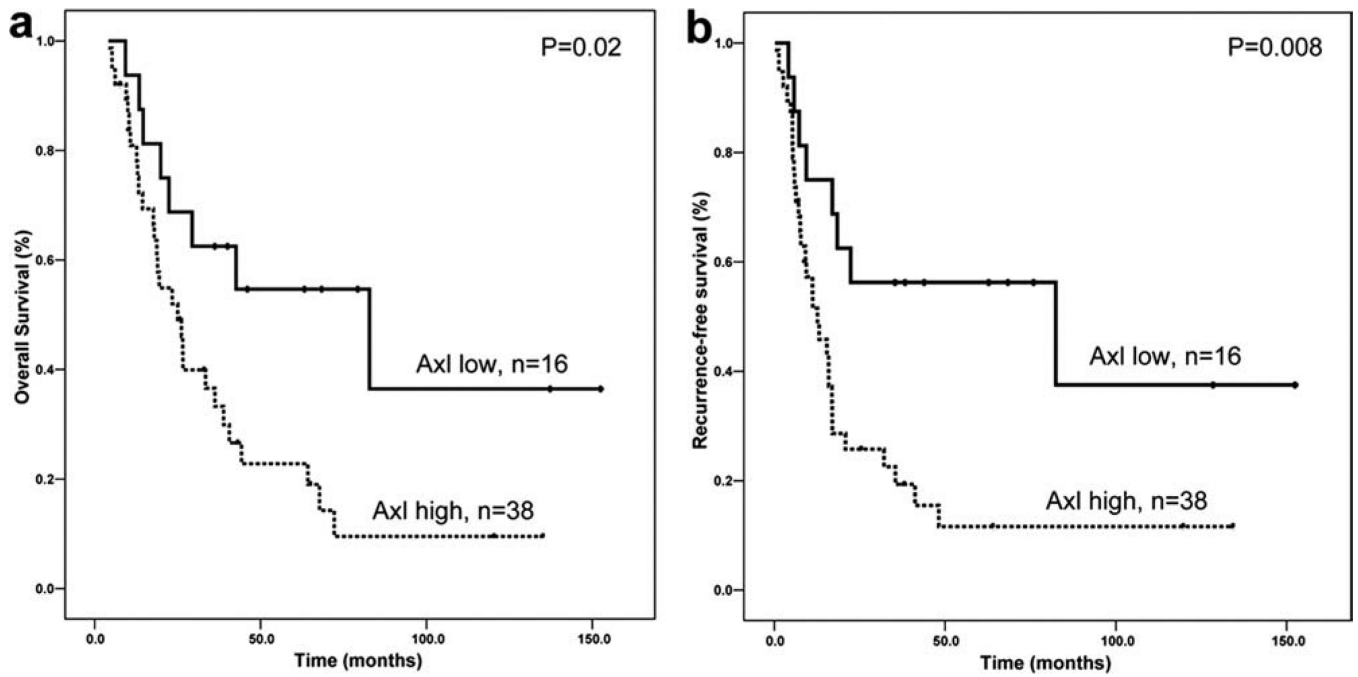 a
P=0.02
1.0
0.8
0.6
0.4
0.2
0.0
Overall Survival (%)
Axl low, n=16
Axl high, n=38
0.0 50.0 100.0 150.0
Time (months)
b
P=0.008
1.0
0.8
0.6
0.4
0.2
0.0
Recurrence-free survival (%)
Axl low, n=16
Axl high, n=38
0.0 50.0 100.0 150.0
Time (months)